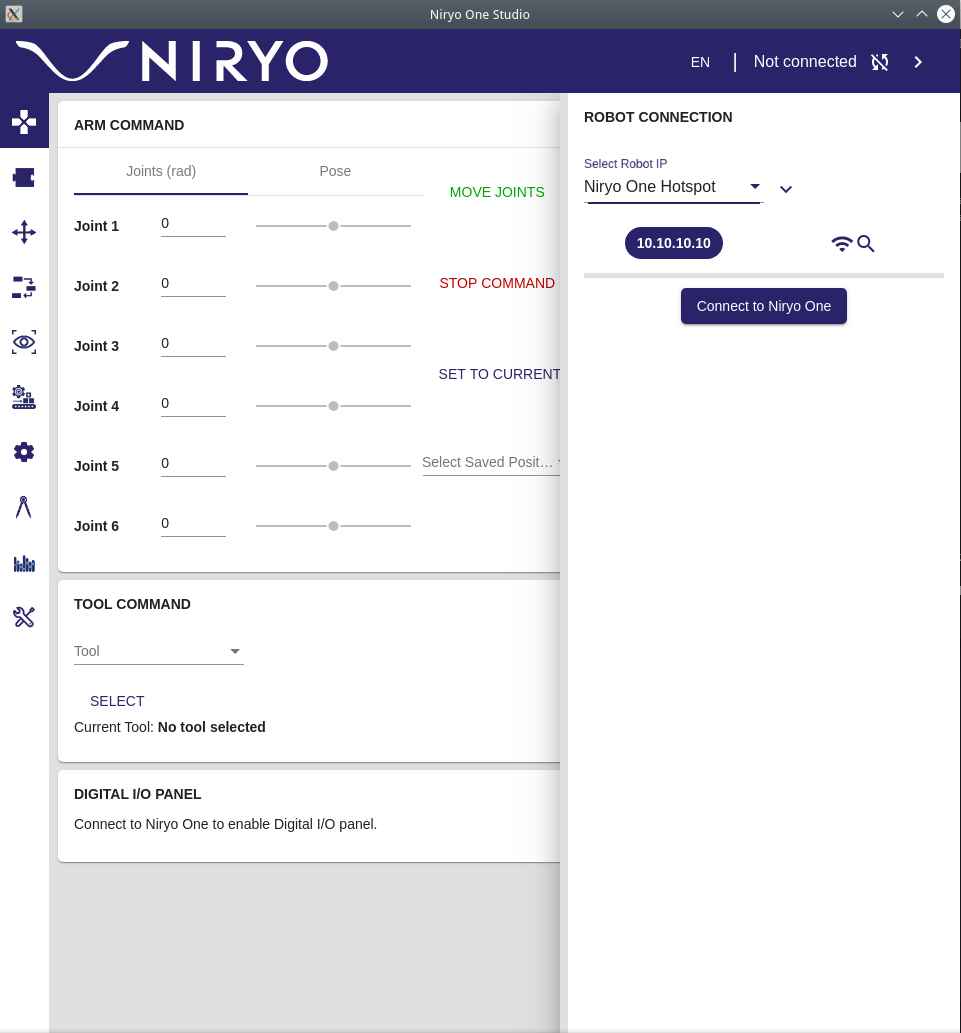 Niryo One Studio
NIRYO
EN
Not connected
ARM COMMAND
Joints (rad)
Pose
MOVE JOINTS
Joint 1
0
Joint 2
0
STOP COMMAND
Joint 3
0
SET TO CURRENT
Joint 4
0
Joint 5
0
Select Saved Posit...
Joint 6
0
TOOL COMMAND
Tool
SELECT
Current Tool: No tool selected
DIGITAL I/O PANEL
Connect to Niryo One to enable Digital I/O panel.
ROBOT CONNECTION
Select Robot IP
Niryo One Hotspot
10.10.10.10
Connect to Niryo One